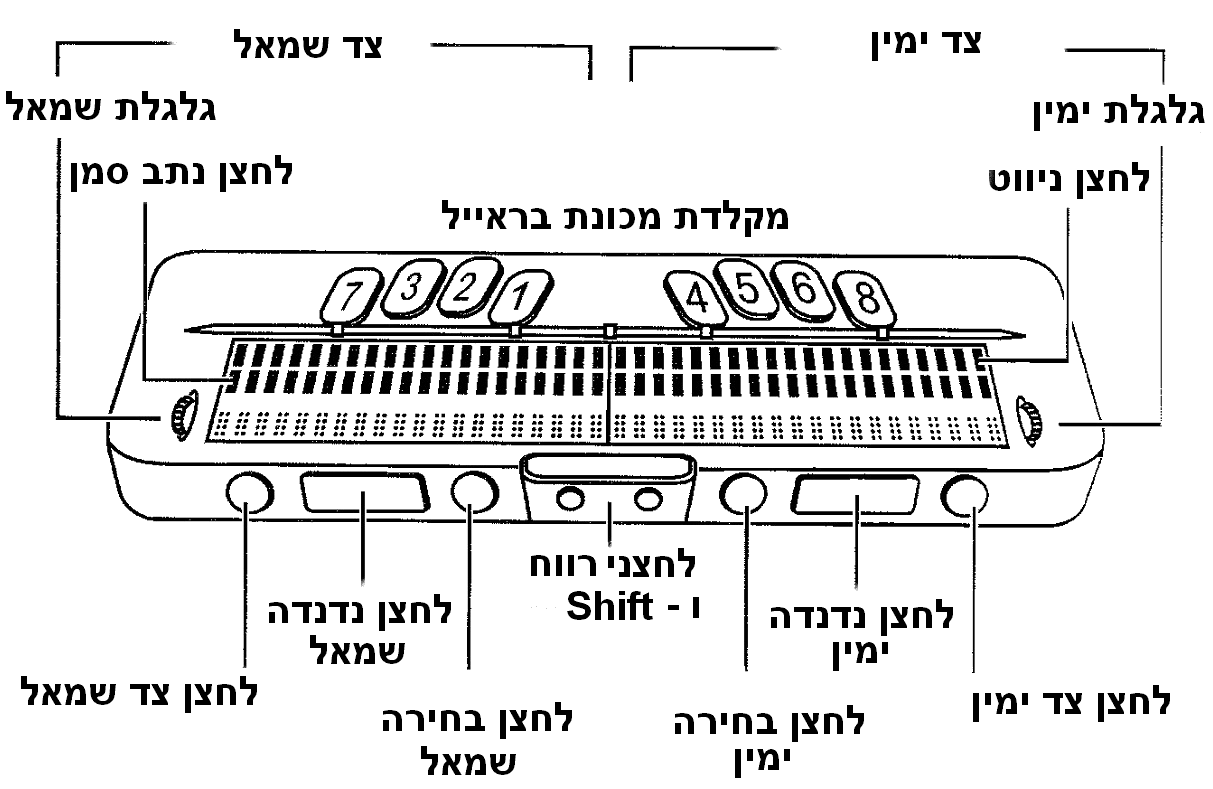 צד ימין
צד שמאל
גלגלת ימין
גלגלת שמאל
לחצן ניווט
לחצן נתב סמן
מקלדת מכונת בראייל
7 3 2 1 4 5 6 8
לחצני רווח
ו - Shift
לחצן נדנדה
ימין
לחצן נדנדה
שמאל
לחצן צד ימין
לחצן צד שמאל
לחצן בחירה
ימין
לחצן בחירה
שמאל